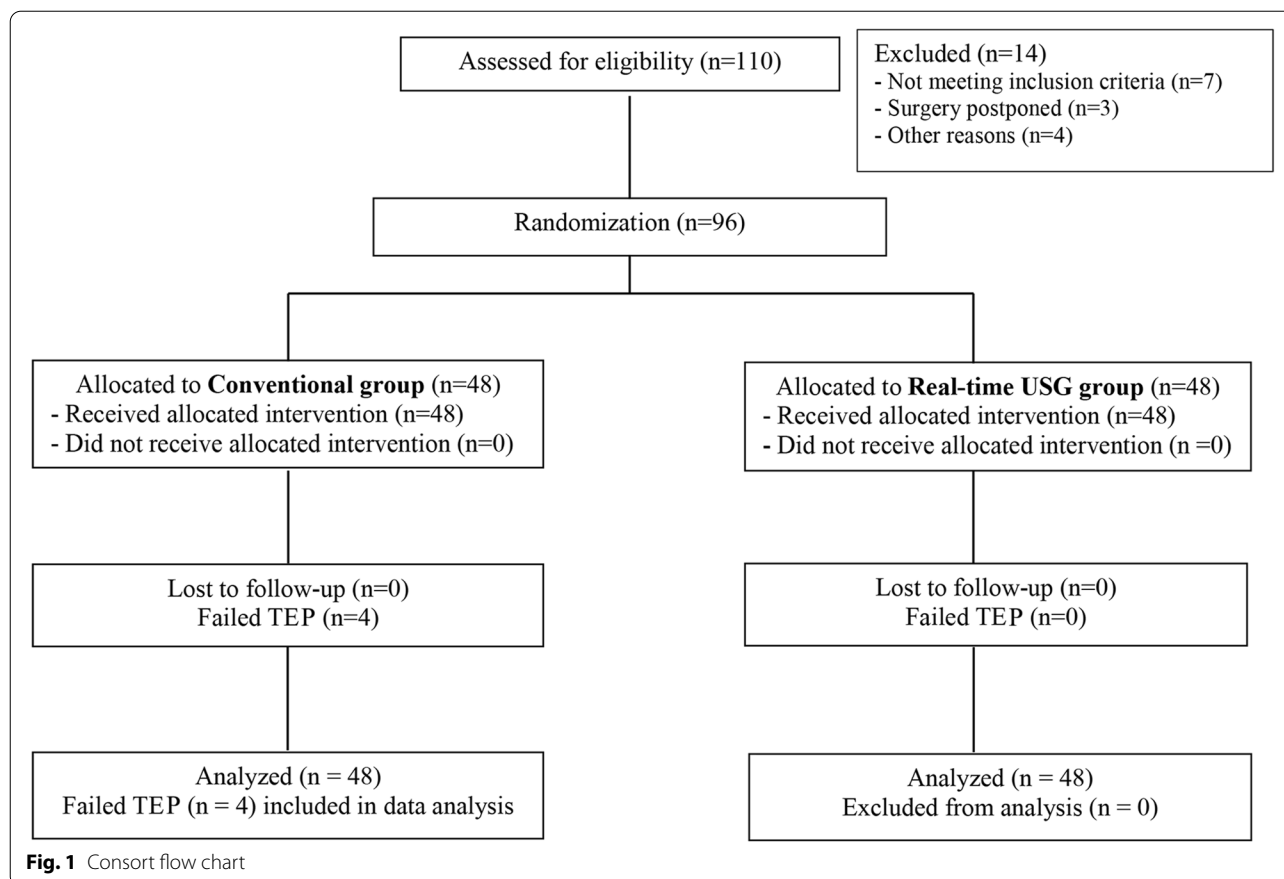 Assessed for eligibility (n=110)
Excluded (n=14)
- Not meeting inclusion criteria (n=7)
- Surgery postponed (n=3)
- Other reasons (n=4)
Randomization (n=96)
Allocated to Conventional group (n=48)
- Received allocated intervention (n=48)
- Did not receive allocated intervention (n=0)
Allocated to Real-time USG group (n=48)
- Received allocated intervention (n=48)
- Did not receive allocated intervention (n =0)
Lost to follow-up (n=0)
Failed TEP (n=4)
Lost to follow-up (n=0)
Failed TEP (n=0)
Analyzed (n = 48)
Failed TEP (n = 4) included in data analysis
Analyzed (n = 48)
Excluded from analysis (n = 0)
Fig. 1 Consort flow chart